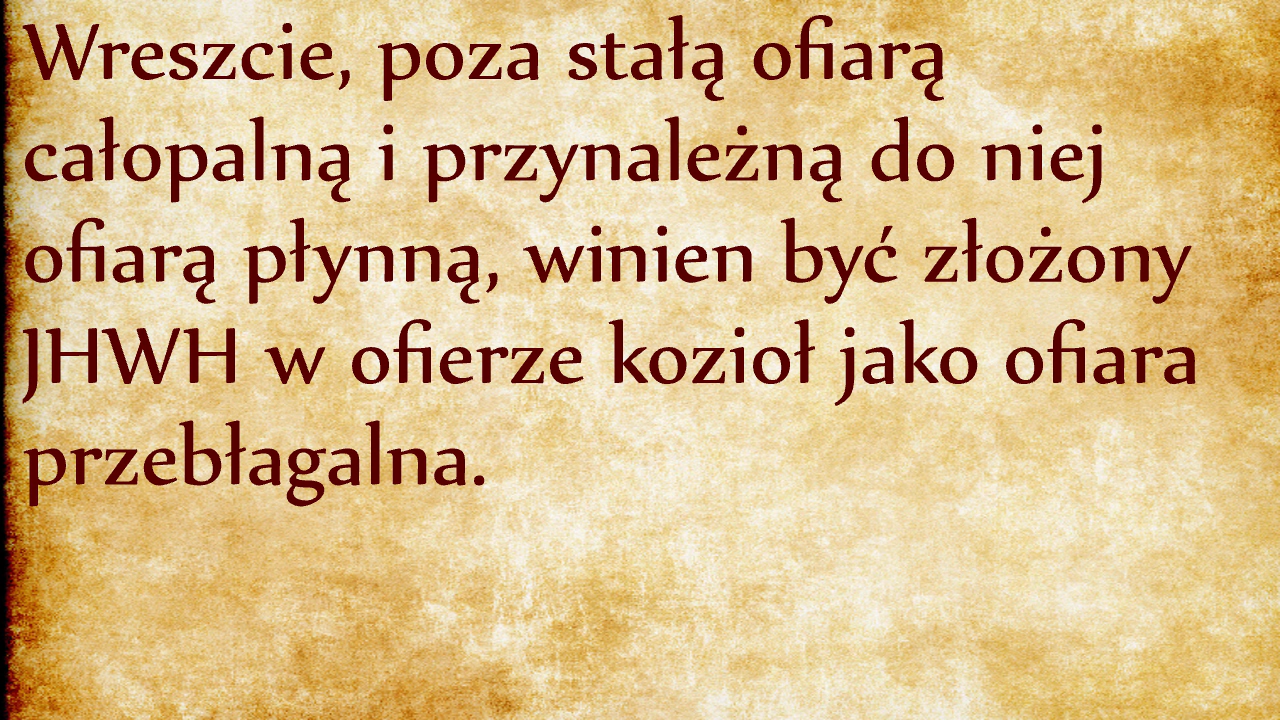 Wreszcie, poza stałą ofiarą
całopalną i przynależną do niej
ofiarą płynną, winien być złożony
JHWH w ofierze kozioł jako ofiara
przebłagalna.